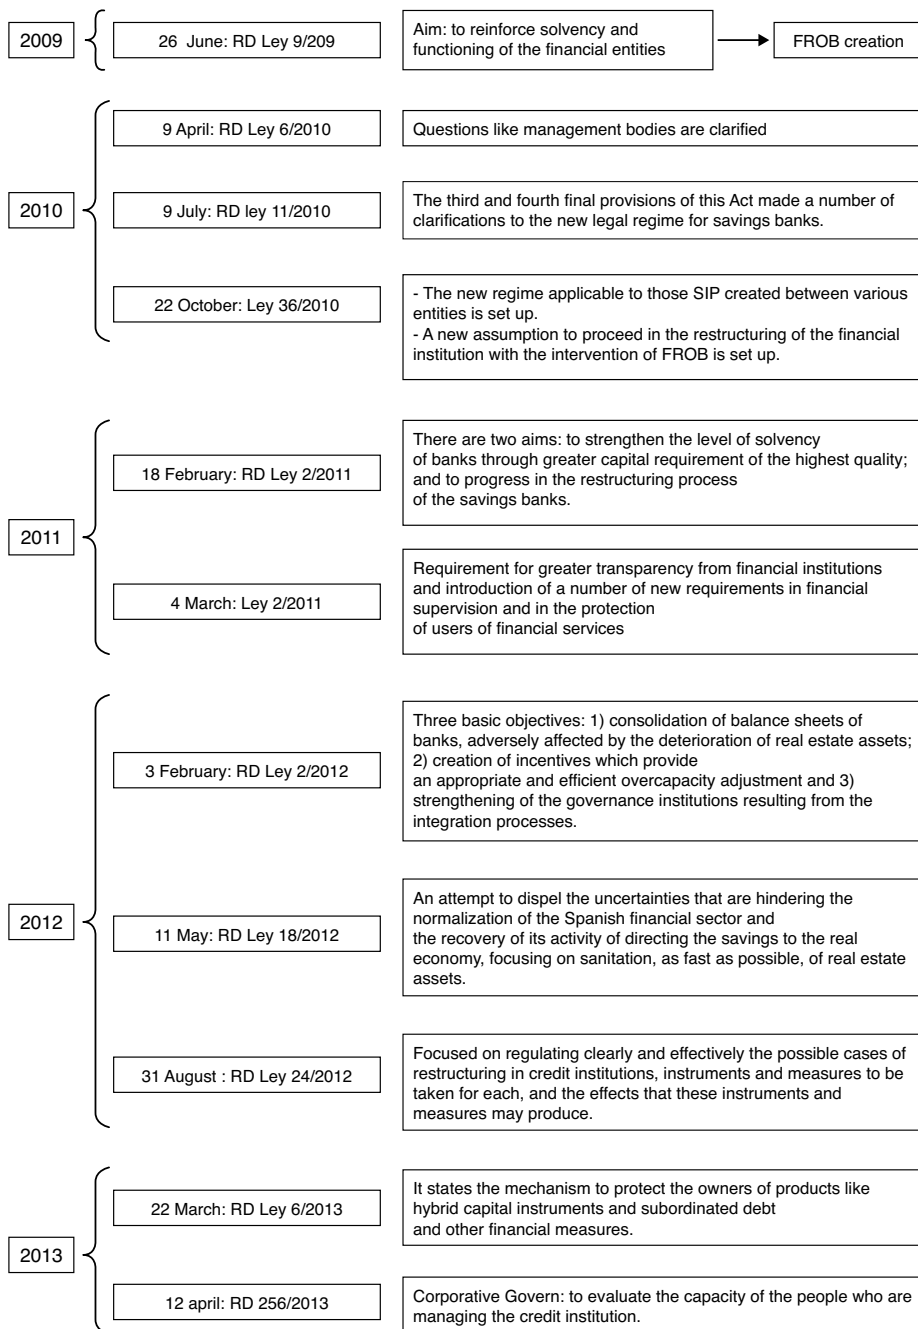 2009
26 June: RD Ley 9/209
Aim: to reinforce solvency and
functioning of the financial entities
FROB creation
2010
9 April: RD Ley 6/2010
Questions like management bodies are clarified
9 July: RD ley 11/2010
The third and fourth final provisions of this Act made a number of
clarifications to the new legal regime for savings banks.
22 October: Ley 36/2010
- The new regime applicable to those SIP created between various
entities is set up.
- A new assumption to proceed in the restructuring of the financial
institution with the intervention of FROB is set up.
2011
18 February: RD Ley 2/2011
There are two aims: to strengthen the level of solvency
of banks through greater capital requirement of the highest quality;
and to progress in the restructuring process
of the savings banks.
4 March: Ley 2/2011
Requirement for greater transparency from financial institutions
and introduction of a number of new requirements in financial
supervision and in the protection
of users of financial services
2012
3 February: RD Ley 2/2012
Three basic objectives: 1) consolidation of balance sheets of
banks, adversely affected by the deterioration of real estate assets;
2) creation of incentives which provide
an appropriate and efficient overcapacity adjustment and 3)
strengthening of the governance institutions resulting from the
integration processes.
11 May: RD Ley 18/2012
An attempt to dispel the uncertainties that are hindering the
normalization of the Spanish financial sector and
the recovery of its activity of directing the savings to the real
economy, focusing on sanitation, as fast as possible, of real estate
assets.
31 August : RD Ley 24/2012
Focused on regulating clearly and effectively the possible cases of
restructuring in credit institutions, instruments and measures to be
taken for each, and the effects that these instruments and
measures may produce.
2013
22 March: RD Ley 6/2013
It states the mechanism to protect the owners of products like
hybrid capital instruments and subordinated debt
and other financial measures.
12 april: RD 256/2013
Corporative Govern: to evaluate the capacity of the people who are
managing the credit institution.